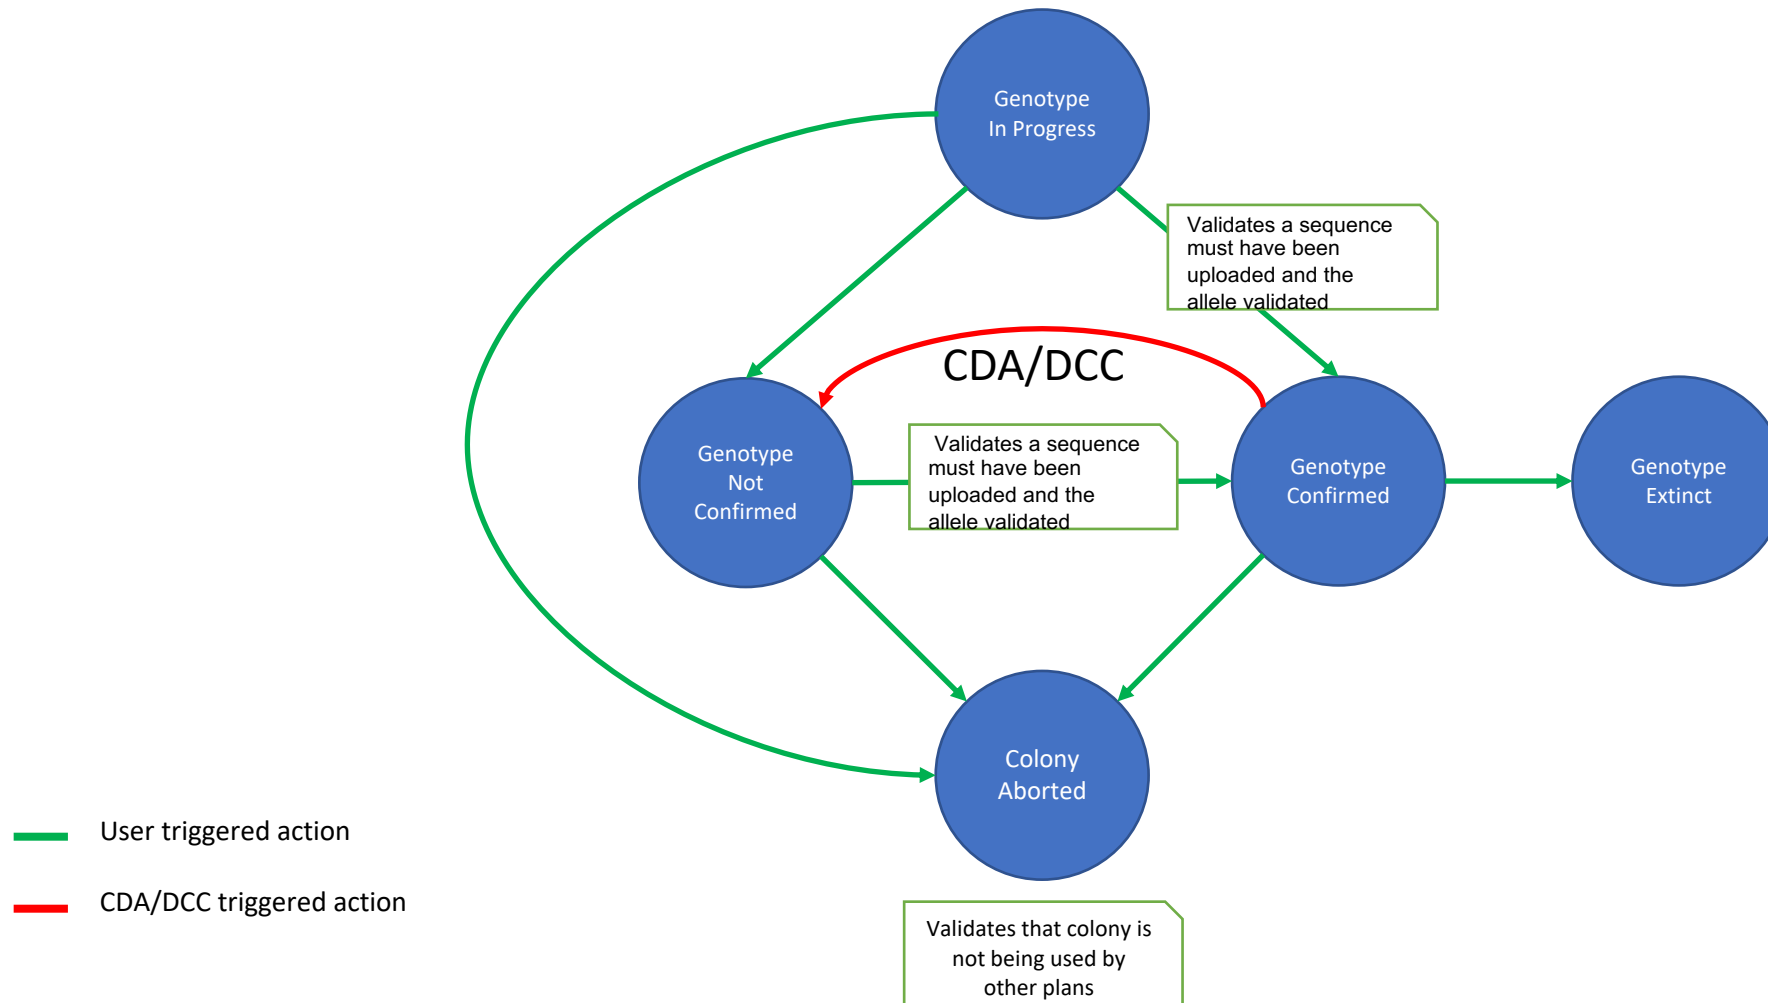 Genotype
In Progress
Validates a sequence
must have been
uploaded and the
allele validated
CDA/DCC
Genotype
Not
Confirmed
Validates a sequence
must have been
uploaded and the
allele validated
Genotype
Confirmed
Genotype
Extinct
Colony
Aborted
User triggered action
CDA/DCC triggered action
Validates that colony is
not being used by
other plans